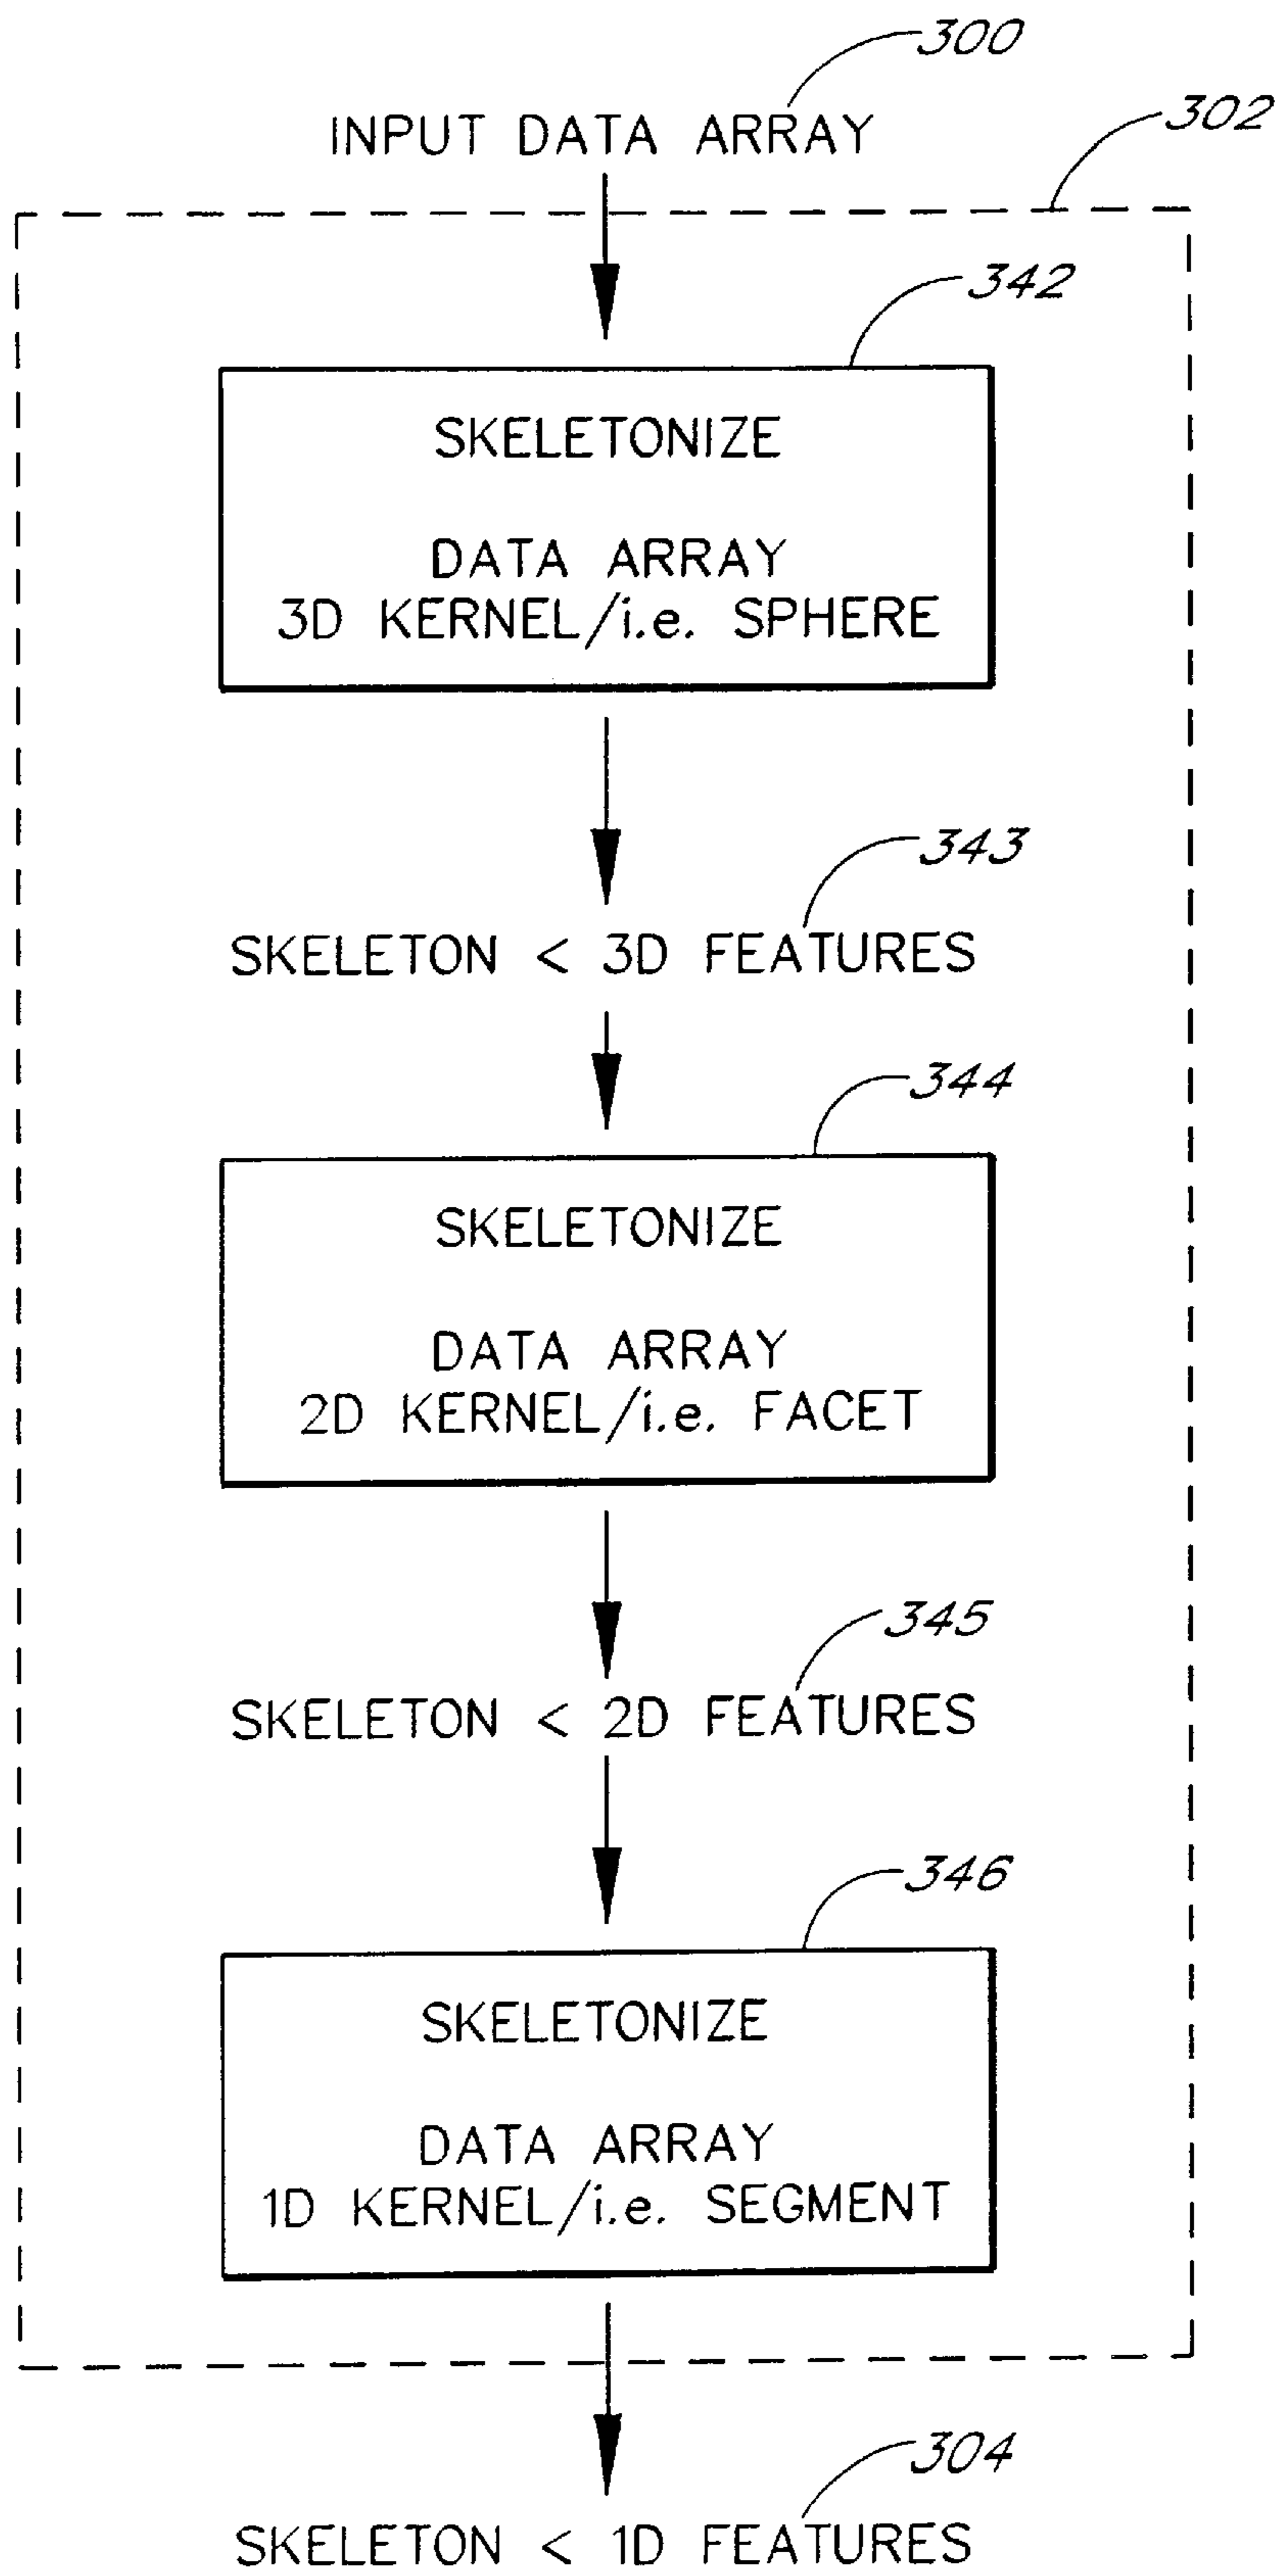 300
302
INPUT DATA ARRAY
342
SKELETONIZE
DATA ARRAY
3D KERNEL/i.e. SPHERE
343
SKELETON < 3D FEATURES
344
SKELETONIZE
DATA ARRAY
2D KERNEL/i.e. FACET
345
SKELETON < 2D FEATURES
346
SKELETONIZE
DATA ARRAY
1D KERNEL/i.e. SEGMENT
304
SKELETON < 1D FEATURES